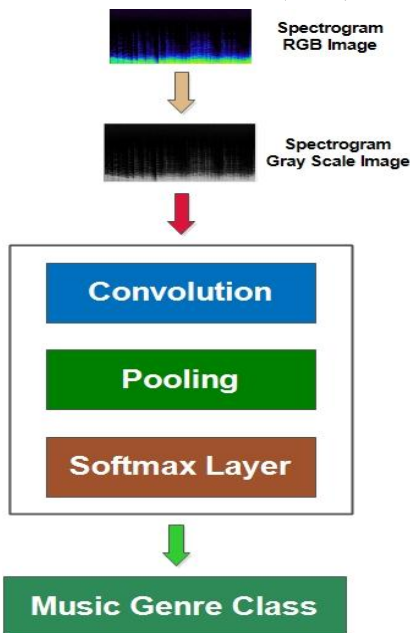 Spectrogram
RGB Image
Spectrogram
Gray Scale Image
Convolution
Pooling
Softmax Layer
Music Genre Class